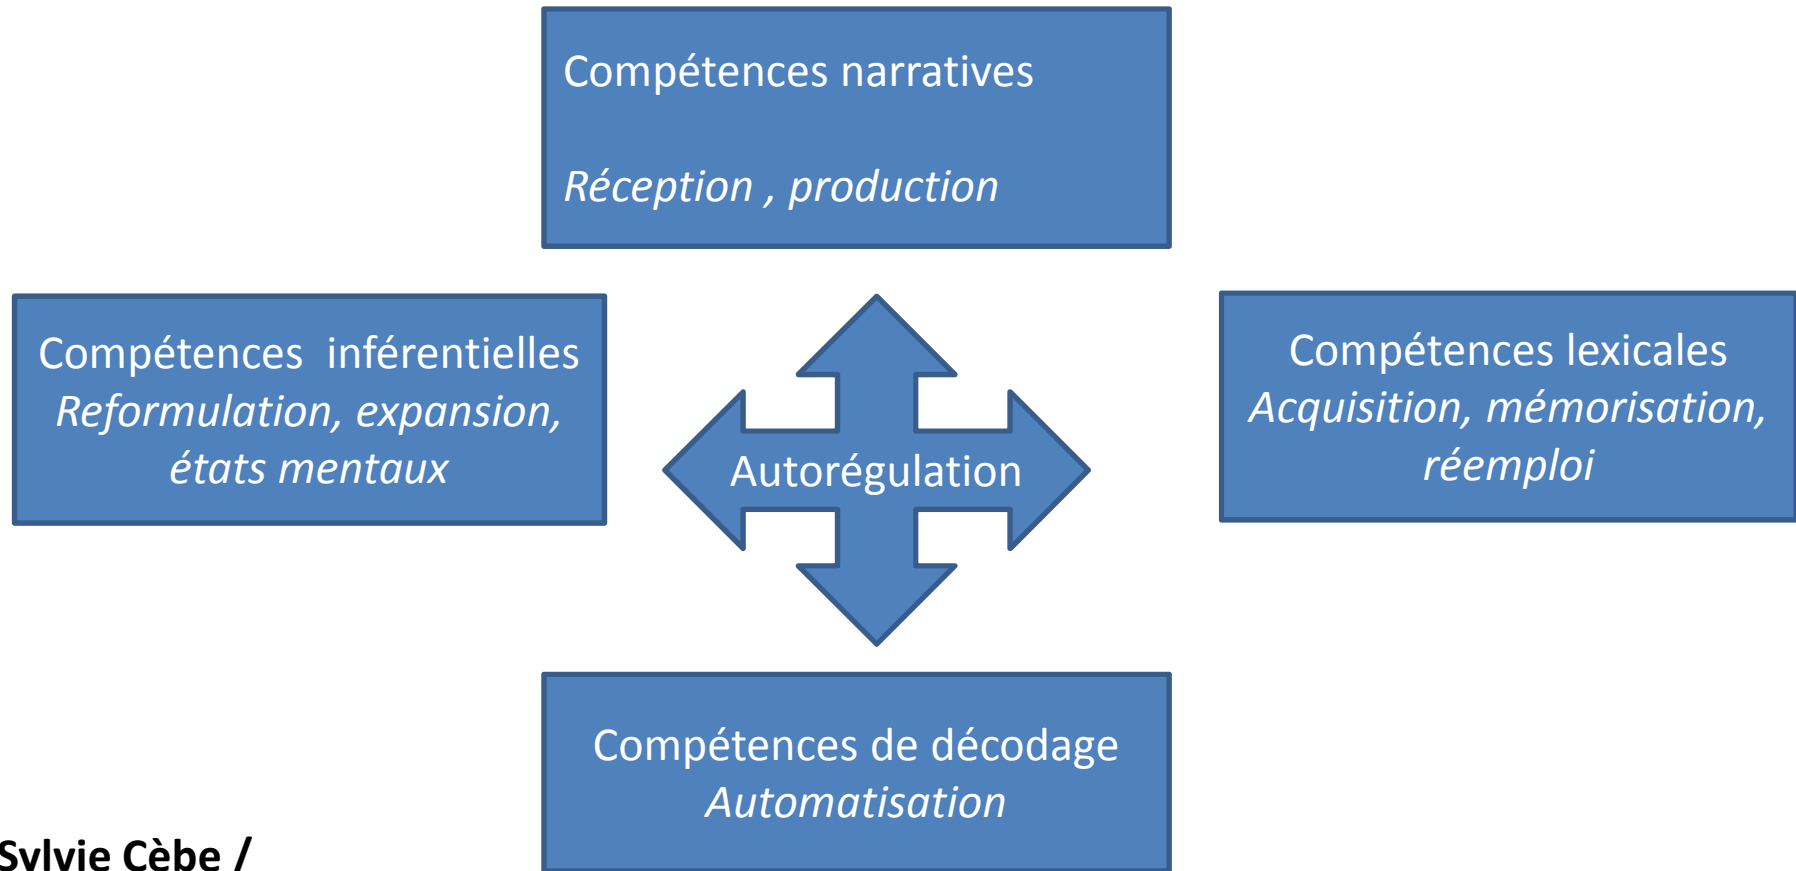 Compétences narratives
Réception , production
Compétences  inférentielles
Reformulation, expansion,
états mentaux
Autorégulation
Compétences lexicales
Acquisition, mémorisation,
réemploi
Compétences de décodage
Automatisation
Sylvie Cèbe /